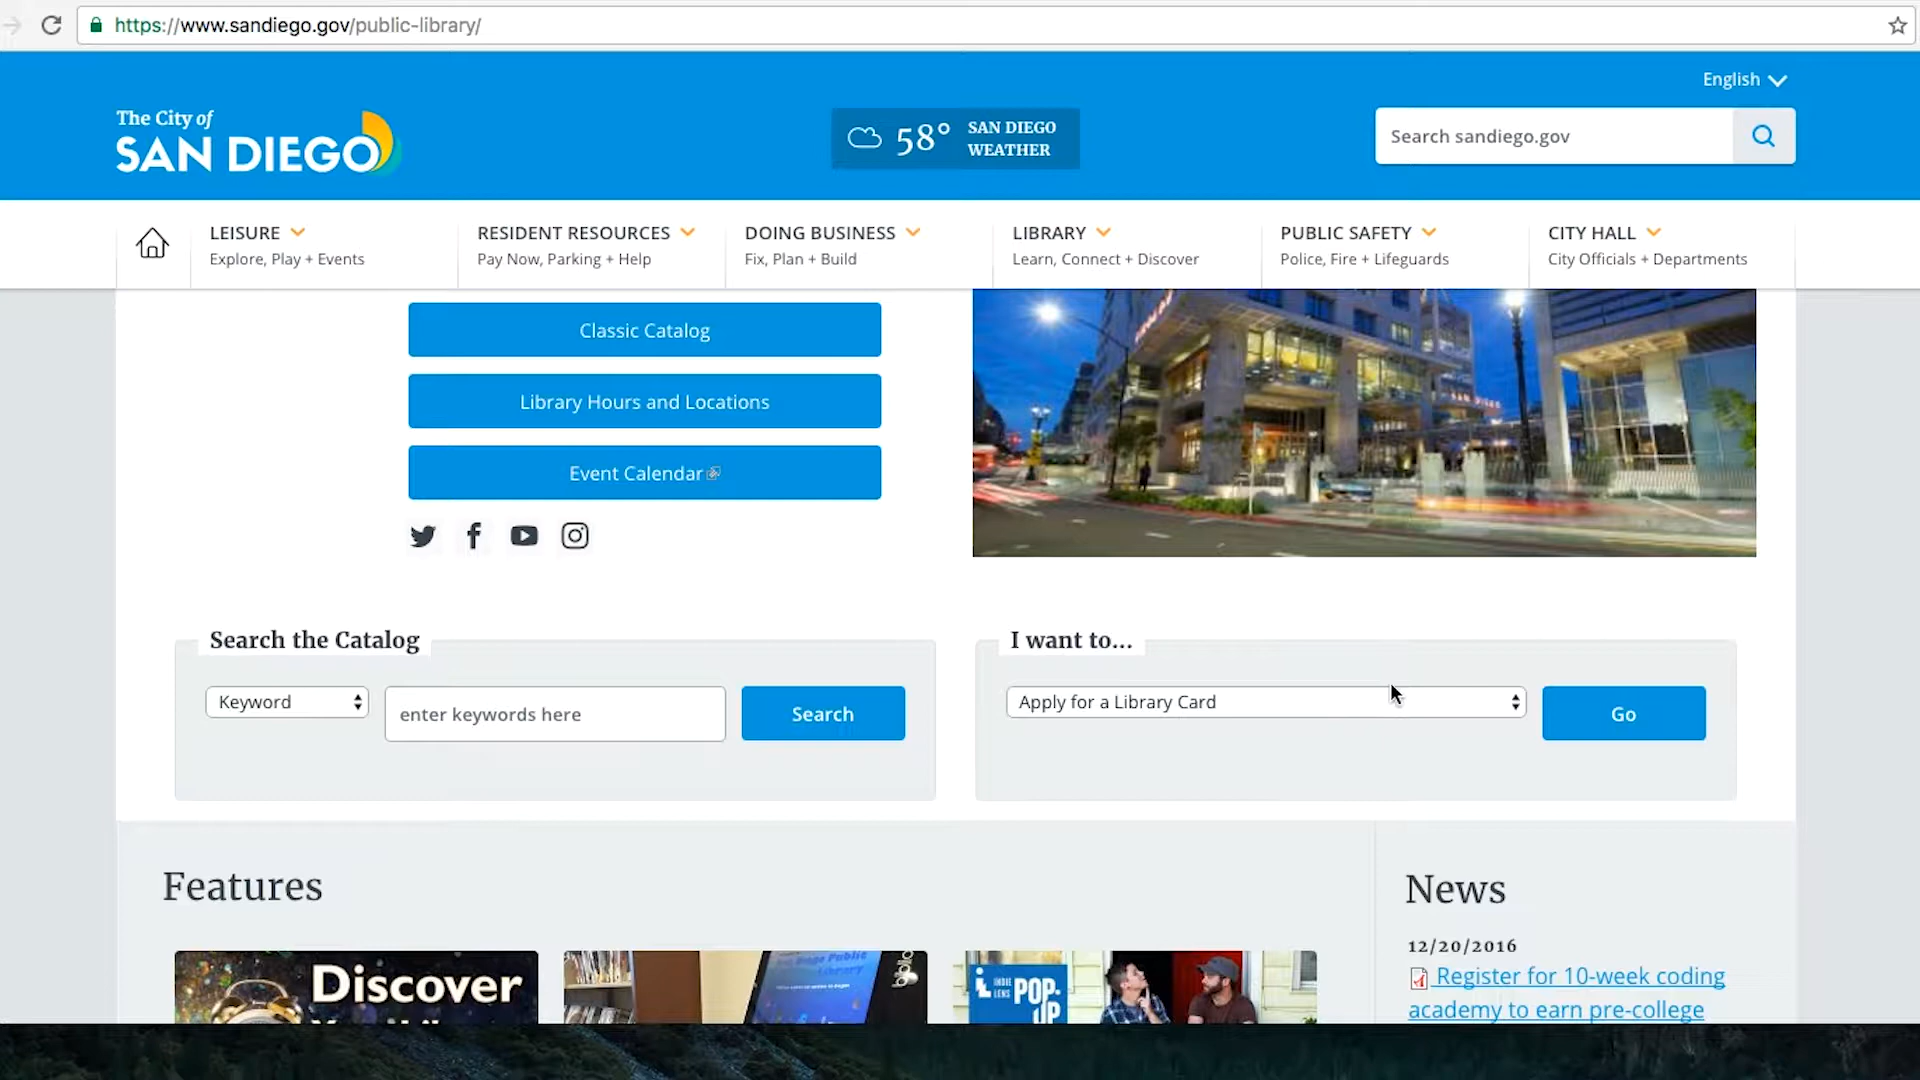 https://www.sandiego.gov/public-library/
English
The City of
SAN DIEGO
58°
SAN DIEGO
WEATHER
Search sandiego.gov
LEISURE
Explore, Play + Events
RESIDENT RESOURCES
Pay Now, Parking + Help
DOING BUSINESS
Fix, Plan + Build
LIBRARY
Learn, Connect + Discover
PUBLIC SAFETY
Police, Fire + Lifeguards
CITY HALL
City Officials + Departments
Classic Catalog
Library Hours and Locations
Event Calendar
Search the Catalog
Keyword
enter keywords here
Search
I want to...
Apply for a Library Card
Go
Features
News
12/20/2016
Register for 10-week coding
academy to earn pre-college
Discover
INDIE
LENS
POP-
UP